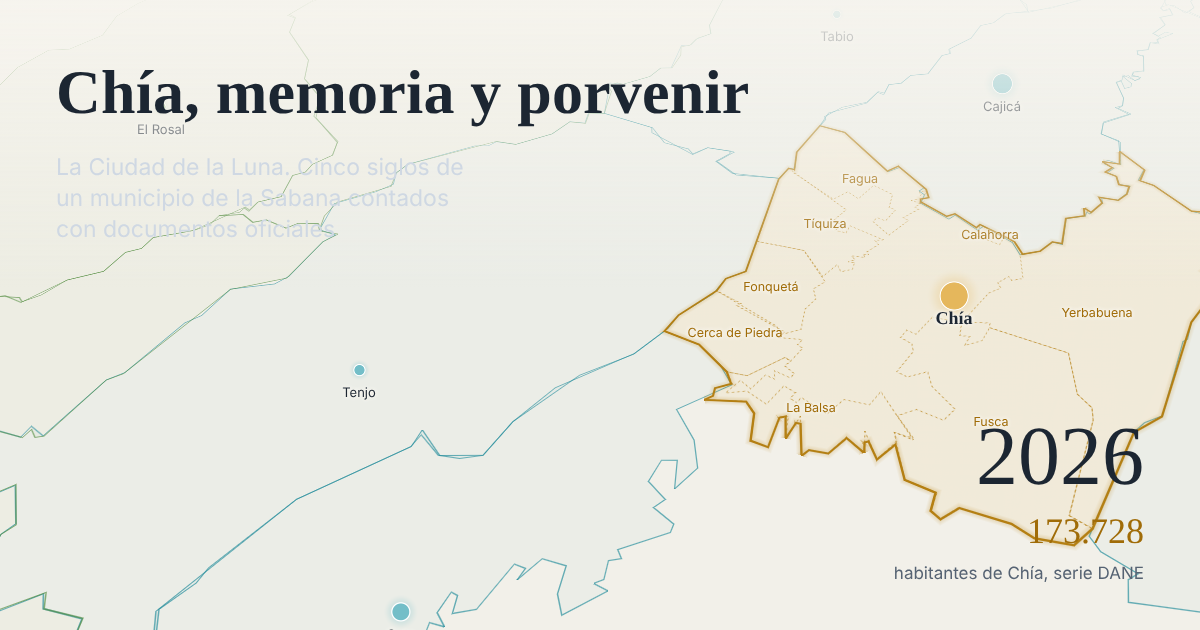 Tabio
Chía, memoria y porvenir
Cajicá
El Rosal
La Ciudad de la Luna. Cinco siglos de
un municipio de la Sabana contados
con documentos oficiales.
Fagua
Tíquiza
Calahorra
Fonquetá
Chía
Yerbabuena
Cerca de Piedra
Tenjo
La Balsa
Fusca
2026
173.728
habitantes de Chía, serie DANE